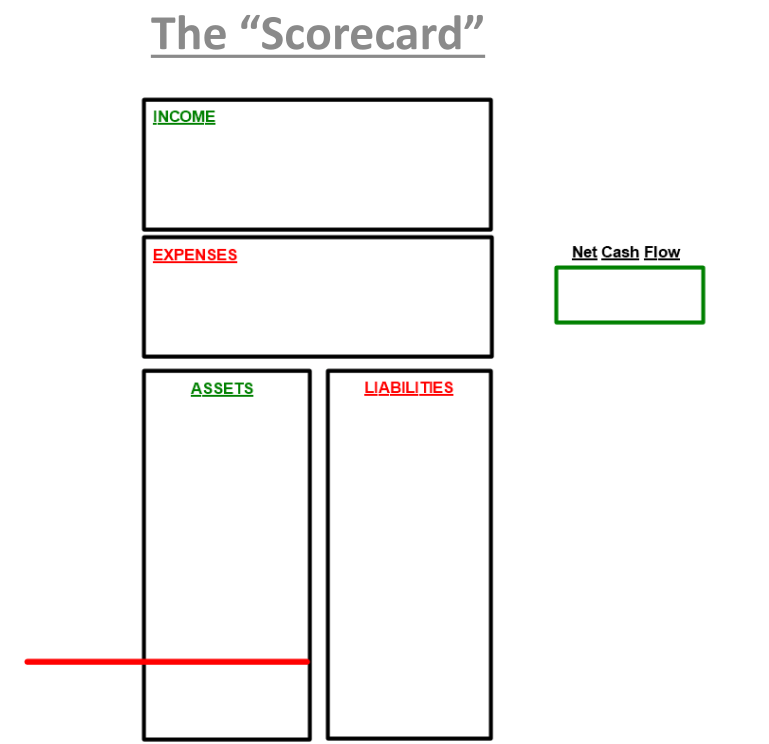 The “Scorecard”
INCOME
EXPENSES
Net Cash Flow
ASSETS
LIABILITIES